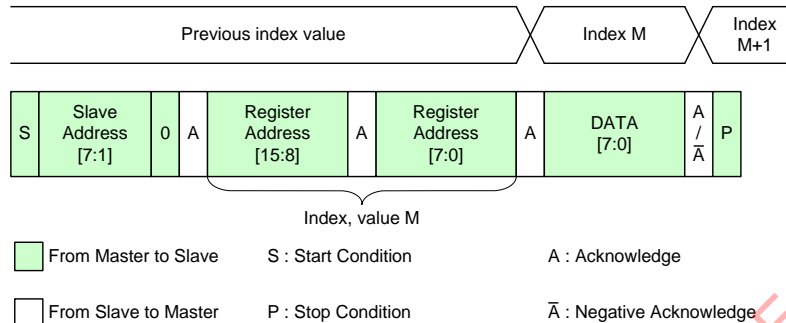 Previous index value
Index M
Index
M+1
S
Slave
Address
[7:1]
0
A
Register
Address
[15:8]
A
Register
Address
[7:0]
A
DATA
[7:0]
A
/
A̅
P
Index, value M
From Master to Slave
S : Start Condition
A : Acknowledge
From Slave to Master
P : Stop Condition
A̅ : Negative Acknowledge